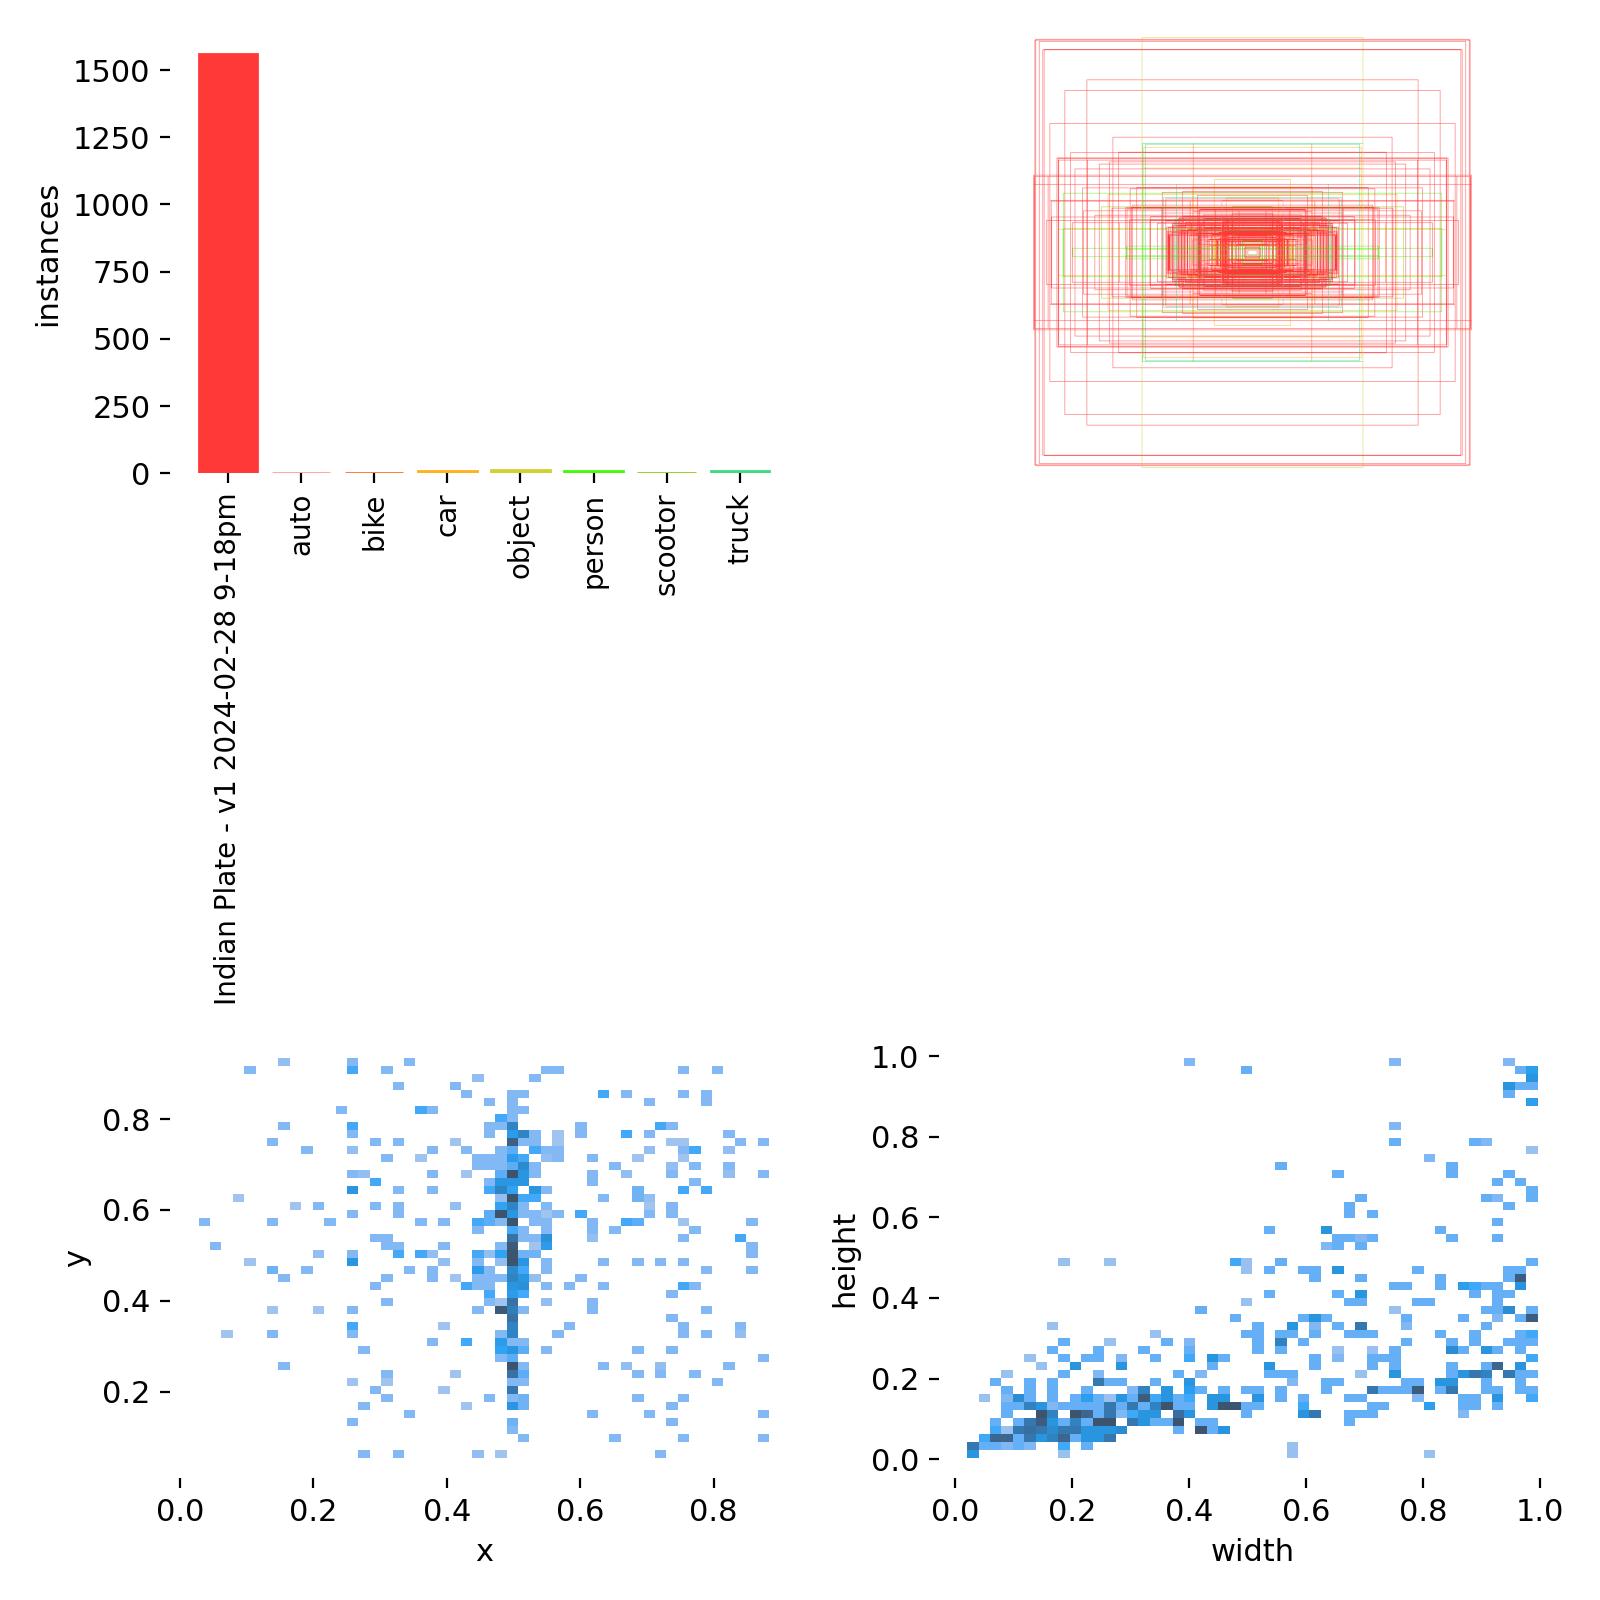 instances
1500
1250
1000
750
500
250
0
Indian Plate - v1 2024-02-28 9-18pm
auto
bike
car
object
person
scootor
truck
y
0.8
0.6
0.4
0.2
0.0 0.2 0.4 0.6 0.8
x
height
1.0
0.8
0.6
0.4
0.2
0.0
0.0 0.2 0.4 0.6 0.8 1.0
width